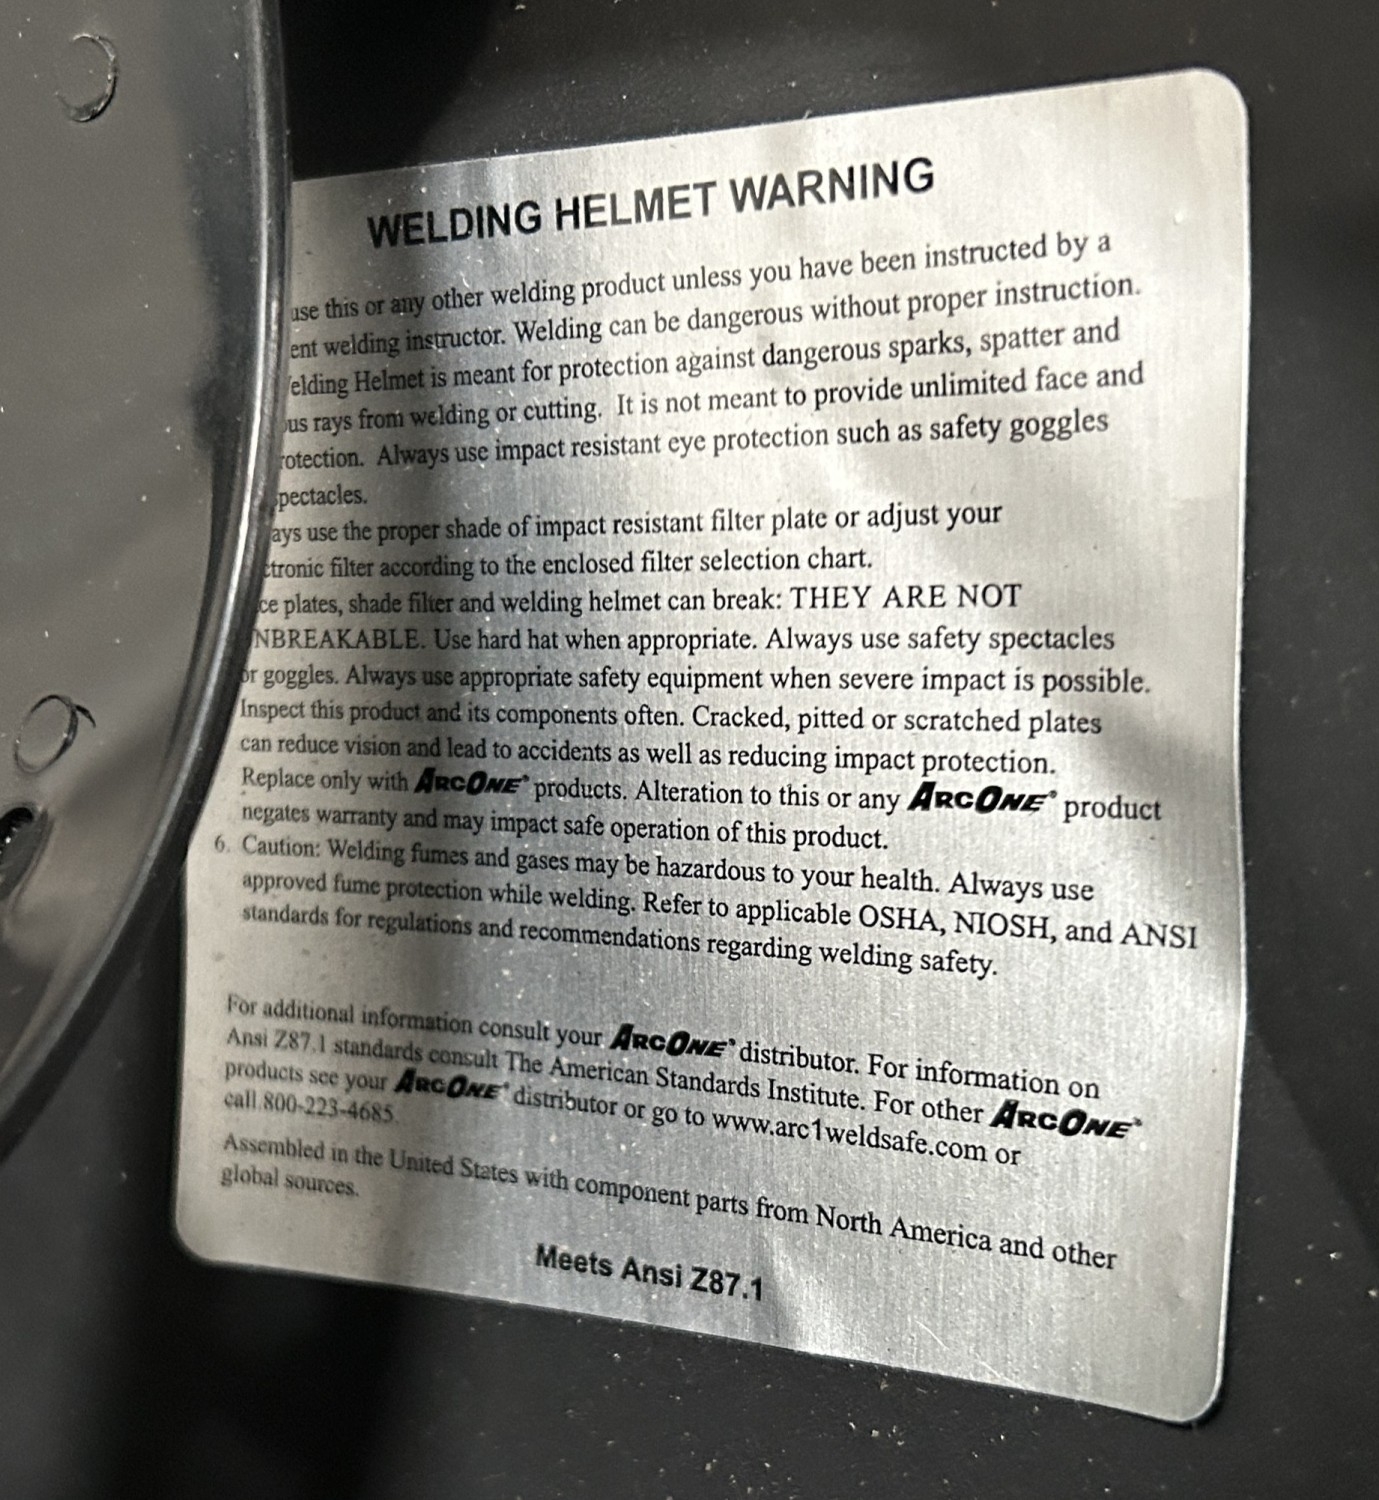 WELDING HELMET WARNING
use this or any other welding product unless you have been instructed by a
ent welding instructor. Welding can be dangerous without proper instruction.
elding Helmet is meant for protection against dangerous sparks, spatter and
us rays from welding or cutting. It is not meant to provide unlimited face and
rotection. Always use impact resistant eye protection such as safety goggles
pectacles.
ays use the proper shade of impact resistant filter plate or adjust your
ctronic filter according to the enclosed filter selection chart.
ce plates, shade filter and welding helmet can break: THEY ARE NOT
NBREAKABLE. Use hard hat when appropriate. Always use safety spectacles
or goggles. Always use appropriate safety equipment when severe impact is possible.
Inspect this product and its components often. Cracked, pitted or scratched plates
can reduce vision and lead to accidents as well as reducing impact protection.
Replace only with ARCONE® products. Alteration to this or any ARCONE® product
negates warranty and may impact safe operation of this product.
6. Caution: Welding fumes and gases may be hazardous to your health. Always use
approved fume protection while welding. Refer to applicable OSHA, NIOSH, and ANSI
standards for regulations and recommendations regarding welding safety.
For additional information consult your ARCONE® distributor. For information on
Ansi Z87.1 standards consult The American Standards Institute. For other ARCONE®
products see your ARCONE® distributor or go to www.arc1weldsafe.com or
call 800-223-4685.
Assembled in the United States with component parts from North America and other
global sources.
Meets Ansi Z87.1